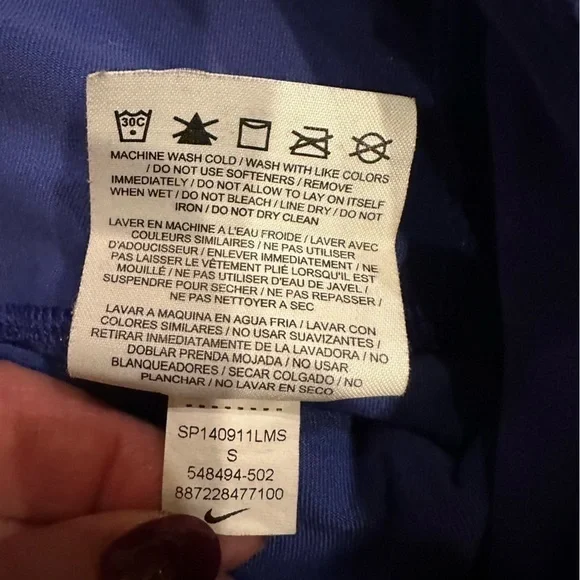 30C
MACHINE WASH COLD / WASH WITH LIKE COLORS
/ DO NOT USE SOFTENERS / REMOVE
IMMEDIATELY / DO NOT ALLOW TO LAY ON ITSELF
WHEN WET / DO NOT BLEACH / LINE DRY / DO NOT
IRON / DO NOT DRY CLEAN
LAVER EN MACHINE A L'EAU FROIDE / LAVER AVEC
COULEURS SIMILAIRES / NE PAS UTILISER
D'ADOUCISSEUR / ENLEVER IMMEDIATEMENT / NE
PAS LAISSER LE VÊTEMENT PLIÉ LORSQU'IL EST
MOUILLÉ / NE PAS UTILISER D'EAU DE JAVEL /
SUSPENDRE POUR SECHER / NE PAS REPASSER /
NE PAS NETTOYER A SEC
LAVAR A MAQUINA EN AGUA FRIA / LAVAR CON
COLORES SIMILARES / NO USAR SUAVIZANTES /
RETIRAR INMEDIATAMENTE DE LA LAVADORA / NO
DOBLAR PRENDA MOJADA / NO USAR
BLANQUEADORES / SECAR COLGADO / NO
PLANCHAR / NO LAVAR EN SECO
SP140911LMS
S
548494-502
887228477100